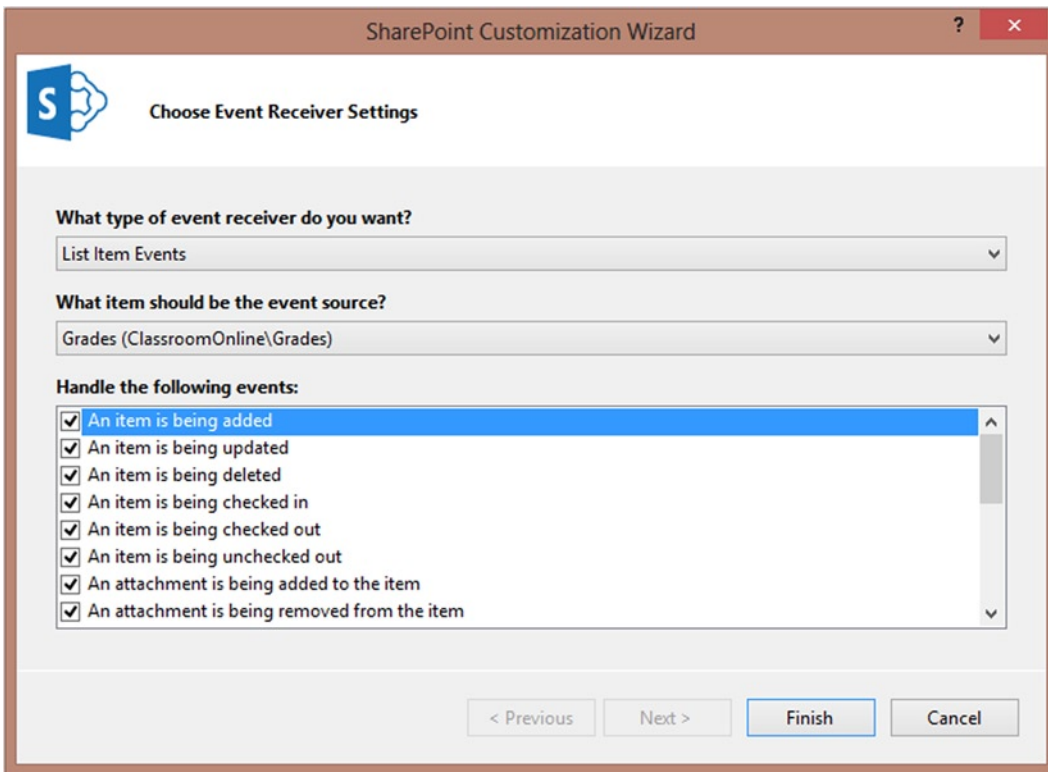 SharePoint Customization Wizard
?
S
Choose Event Receiver Settings
What type of event receiver do you want?
List Item Events
What item should be the event source?
Grades (ClassroomOnline\Grades)
Handle the following events:
An item is being added
An item is being updated
An item is being deleted
An item is being checked in
An item is being checked out
An item is being unchecked out
An attachment is being added to the item
An attachment is being removed from the item
< Previous Next > Finish Cancel